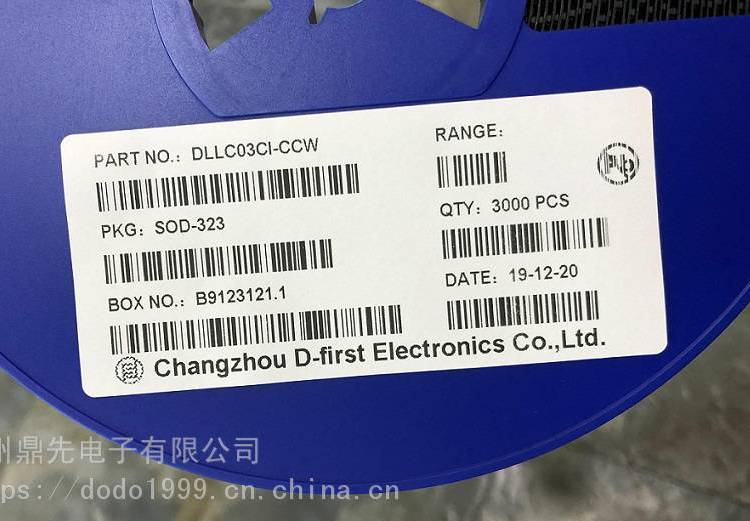 PART NO.: DLLC03CI-CCW
RANGE:
PKG: SOD-323
QTY: 3000 PCS
BOX NO.: B9123121.1
DATE: 19-12-20
Changzhou D-first Electronics Co.,Ltd.
州鼎先电子有限公司
ps://dodo1999.cn.china.cn